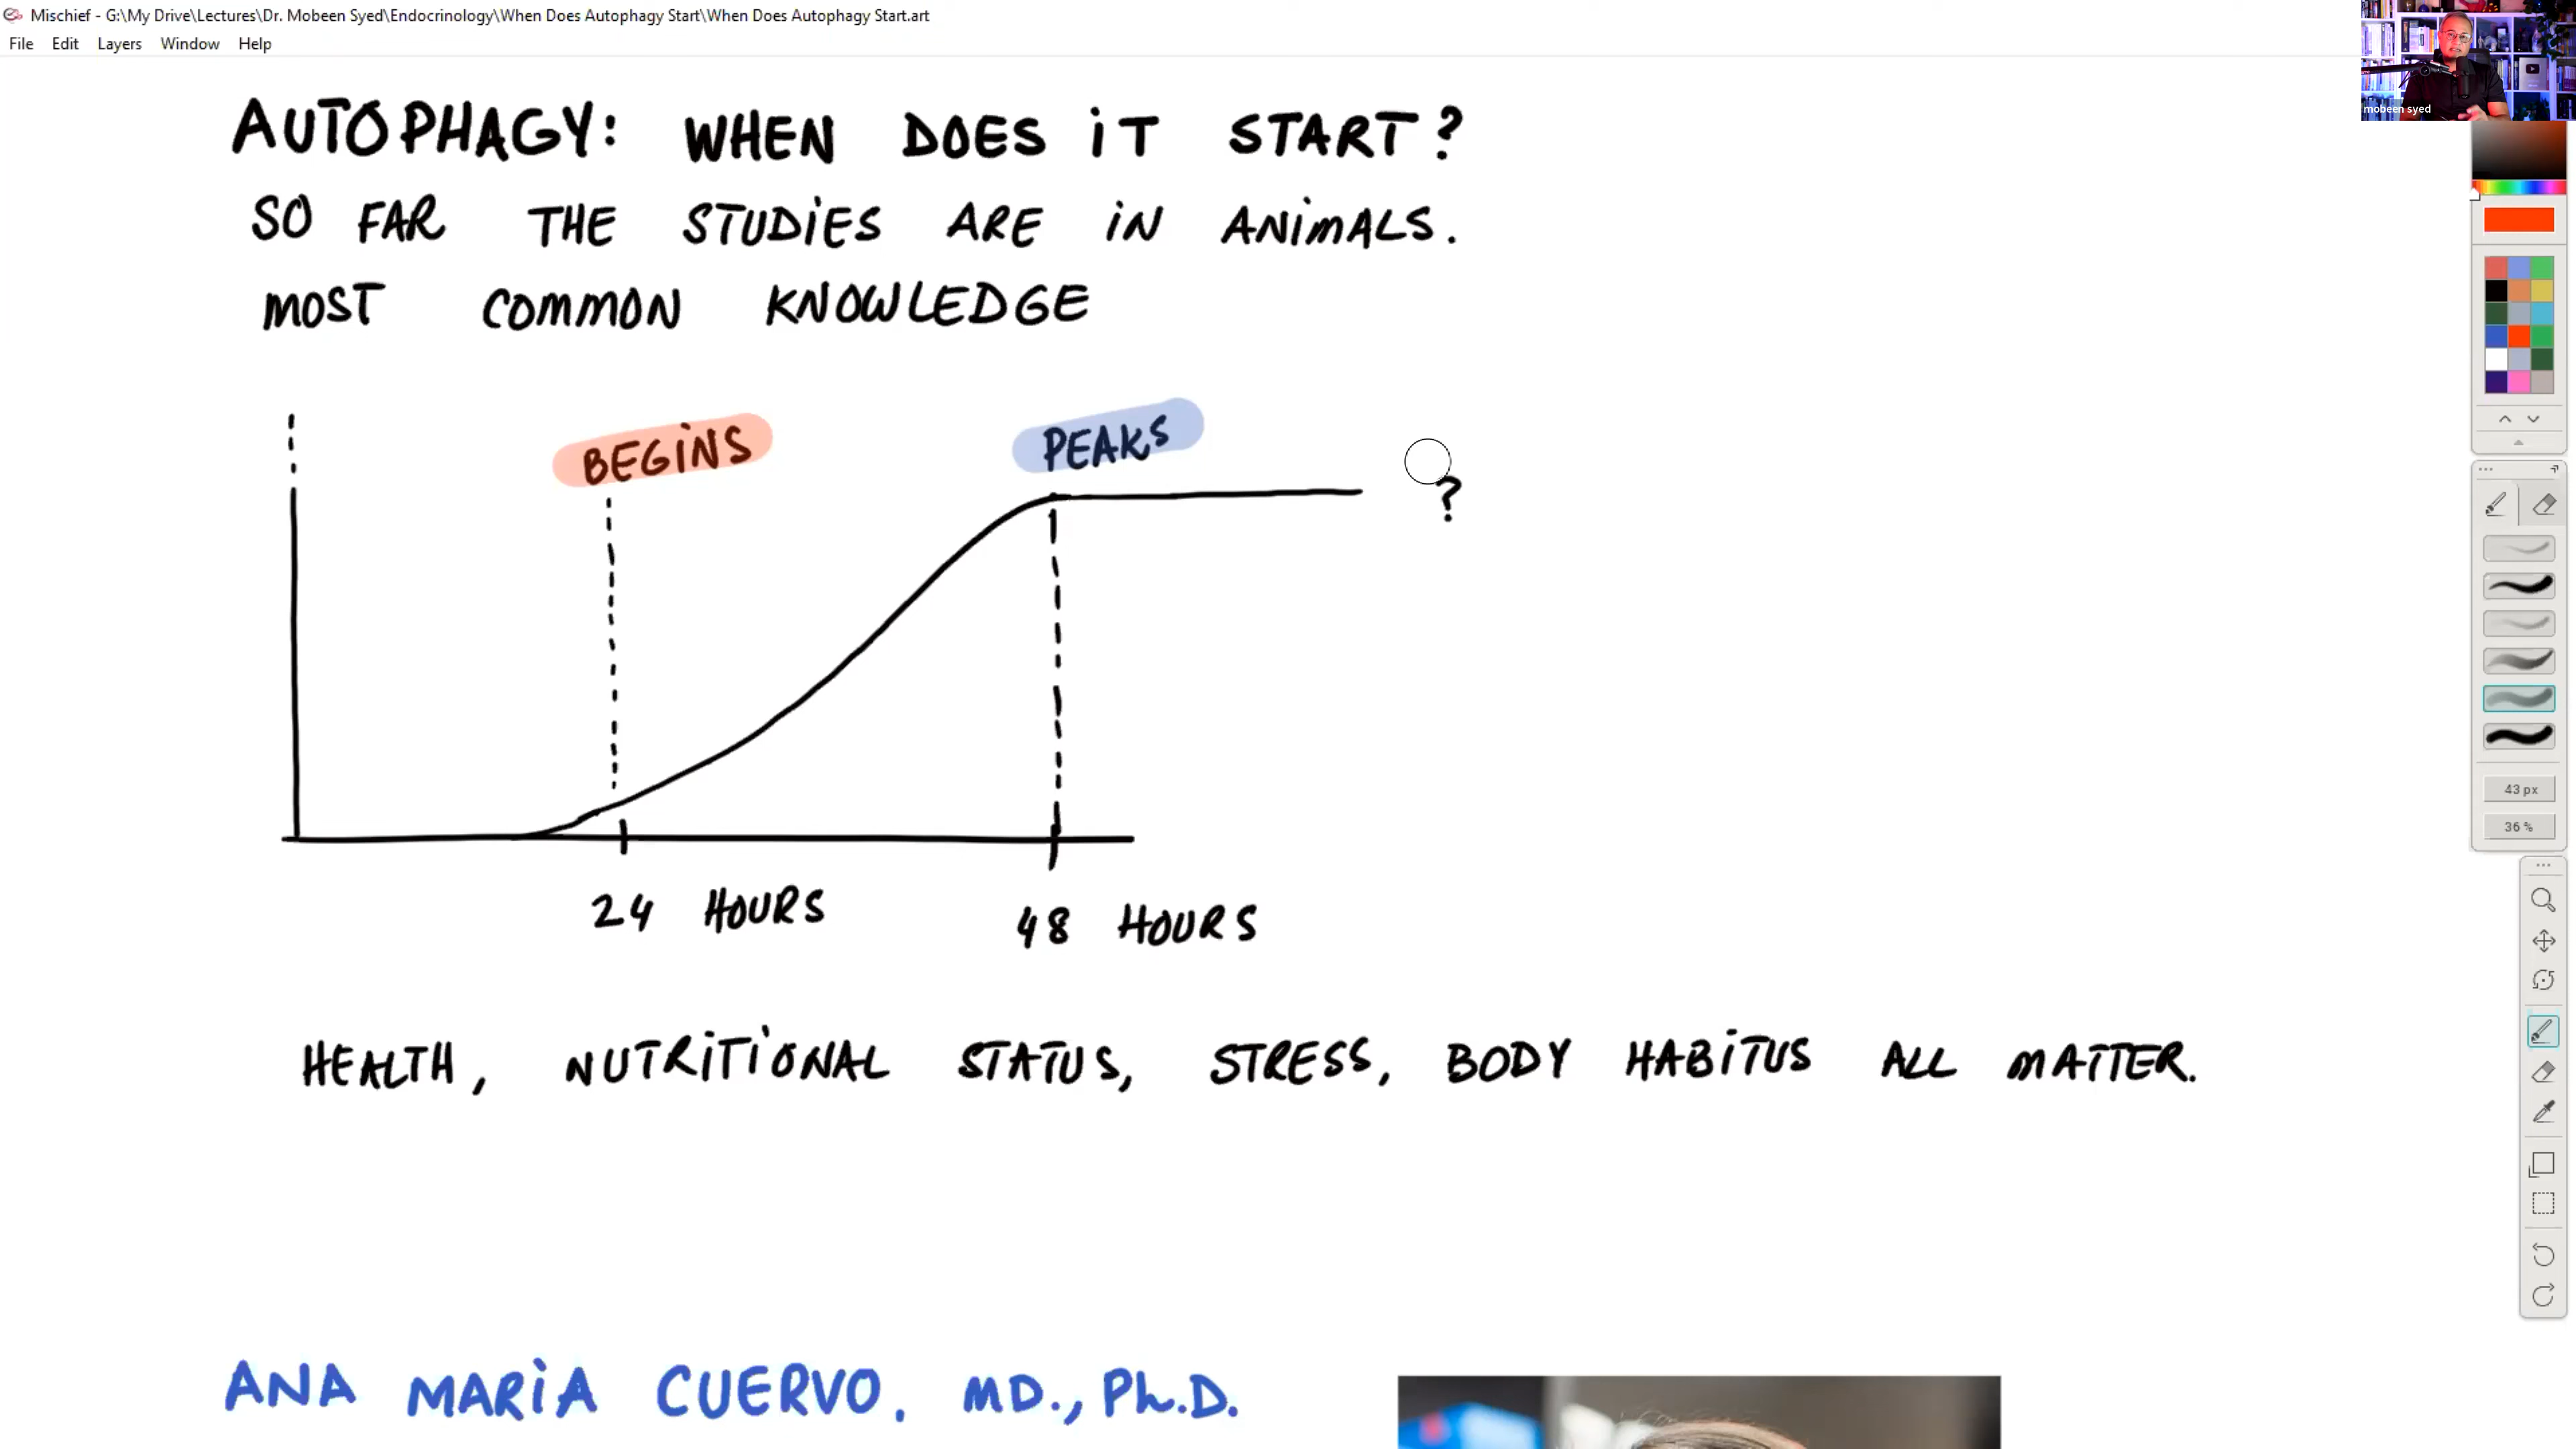 Mischief - G:\My Drive\Lectures\Dr. Mobeen Syed\Endocrinology\When Does Autophagy Start\When Does Autophagy Start.art
File Edit Layers Window Help
mobeen syed
AUTOPHAGY: WHEN DOES iT START?
SO FAR THE STUDiES ARE iN ANiMALS.
MOST COMMON KNOWLEDGE
BEGiNS
PEAKS
?
24 HOURS
48 HOURS
HEALTH, NUTRiTiONAL STATUS, STRESS, BODY HABiTUS ALL MATTER.
43 px
36 %
ANA MARiA CUERVO. MD., Ph.D.